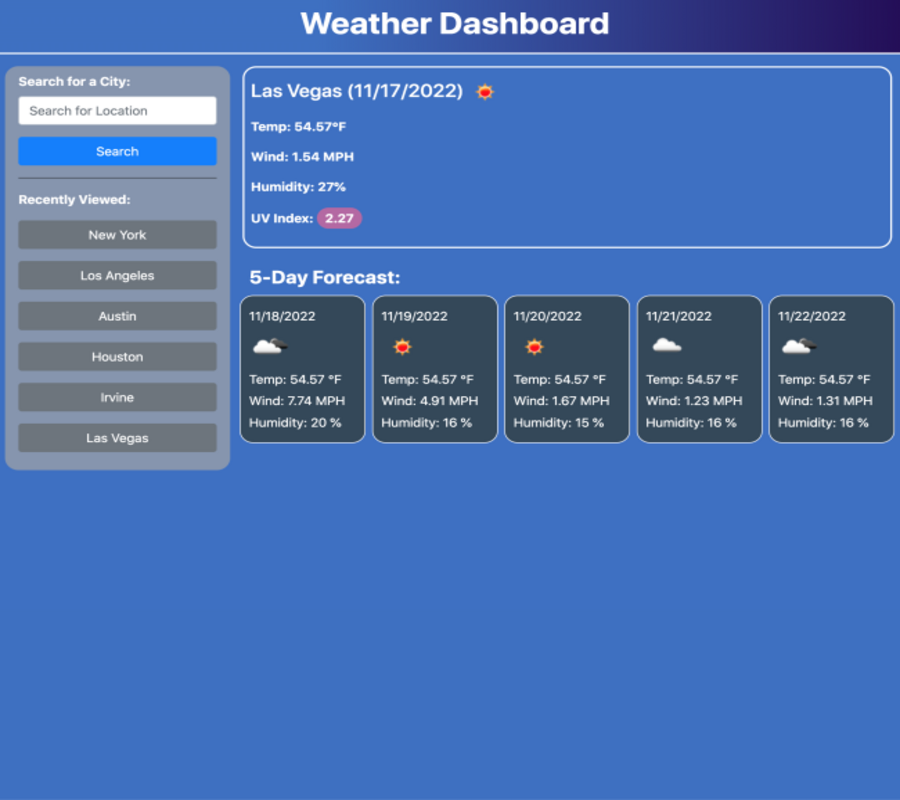 Weather Dashboard
Search for a City:
Search for Location
Search
Recently Viewed:
New York
Los Angeles
Austin
Houston
Irvine
Las Vegas
Las Vegas (11/17/2022)
Temp: 54.57°F
Wind: 1.54 MPH
Humidity: 27%
UV Index: 2.27
5-Day Forecast:
11/18/2022
Temp: 54.57 °F
Wind: 7.74 MPH
Humidity: 20 %
11/19/2022
Temp: 54.57 °F
Wind: 4.91 MPH
Humidity: 16 %
11/20/2022
Temp: 54.57 °F
Wind: 1.67 MPH
Humidity: 15 %
11/21/2022
Temp: 54.57 °F
Wind: 1.23 MPH
Humidity: 16 %
11/22/2022
Temp: 54.57 °F
Wind: 1.31 MPH
Humidity: 16 %